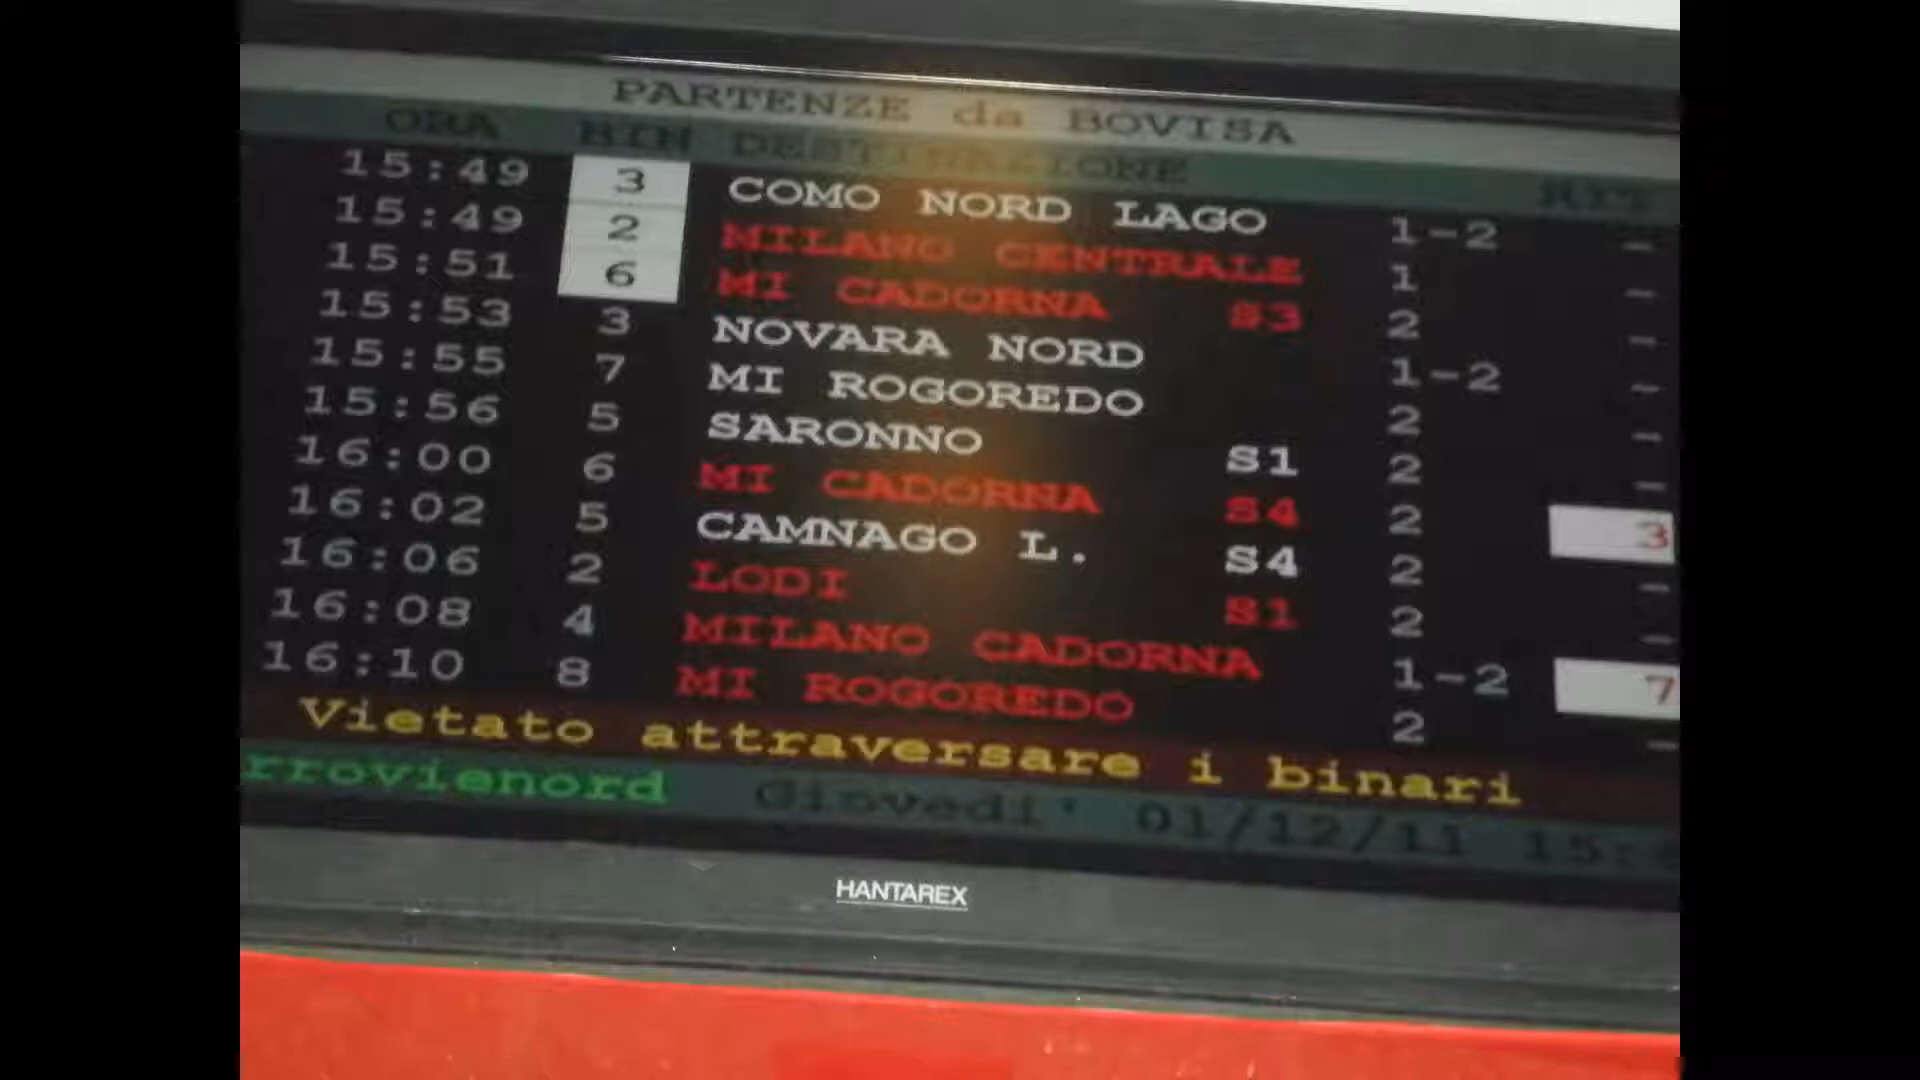 PARTENZE da BOVISA
ORA BIN DESTINAZIONE RIT
15:49 3 COMO NORD LAGO 1-2 -
15:49 2 MILANO CENTRALE 1 -
15:51 6 MI CADORNA S3 2 -
15:53 3 NOVARA NORD 1-2 -
15:55 7 MI ROGOREDO 2 -
15:56 5 SARONNO S1 2 -
16:00 6 MI CADORNA S4 2 3
16:02 5 CAMNAGO L. S4 2 -
16:06 2 LODI S1 2 -
16:08 4 MILANO CADORNA 1-2 7
16:10 8 MI ROGOREDO 2 -
Vietato attraversare i binari
rrovienord Giovedi' 01/12/11 15:
HANTAREX